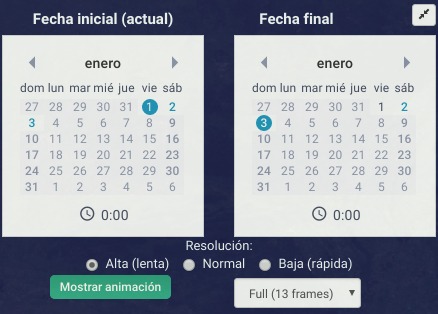 Fecha inicial (actual)
Fecha final
enero
dom lun mar mié jue vie sáb
27 28 29 30 31 1 2
3 4 5 6 7 8 9
10 11 12 13 14 15 16
17 18 19 20 21 22 23
24 25 26 27 28 29 30
31 1 2 3 4 5 6
0:00
enero
dom lun mar mié jue vie sáb
27 28 29 30 31 1 2
3 4 5 6 7 8 9
10 11 12 13 14 15 16
17 18 19 20 21 22 23
24 25 26 27 28 29 30
31 1 2 3 4 5 6
0:00
Resolución:
Alta (lenta) Normal Baja (rápida)
Mostrar animación
Full (13 frames)